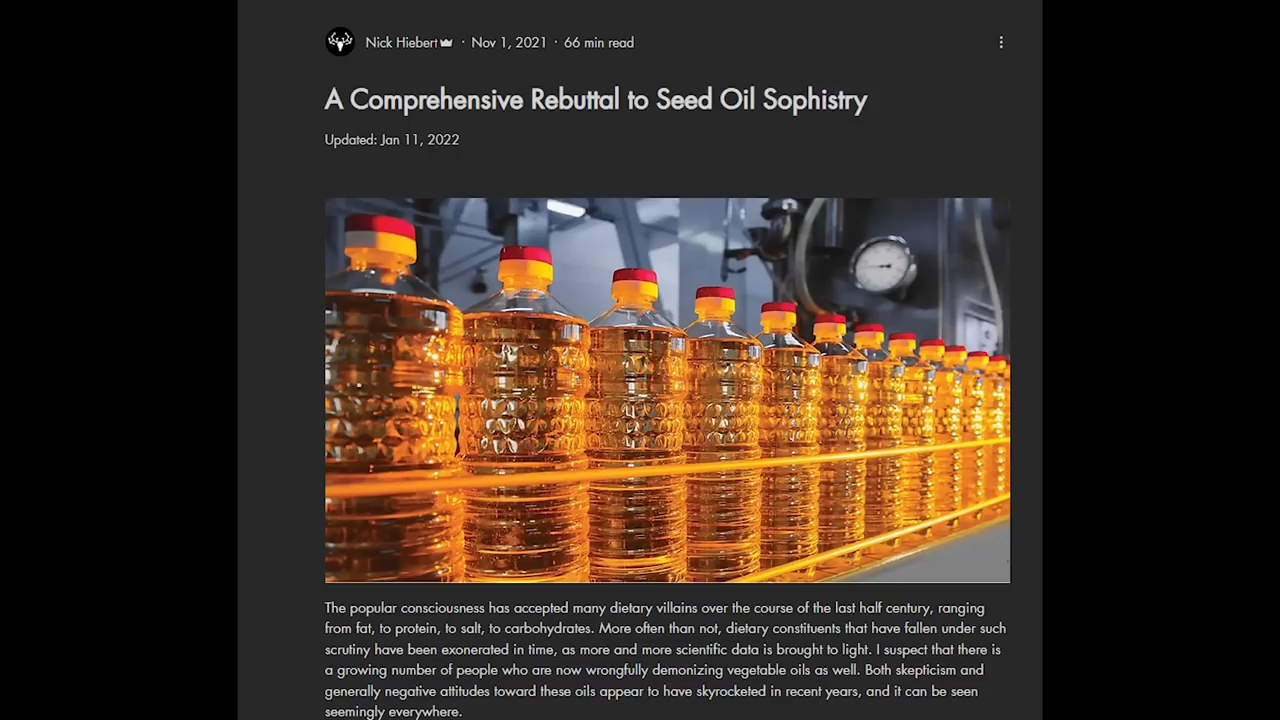 Nick Hiebert · Nov 1, 2021 · 66 min read
A Comprehensive Rebuttal to Seed Oil Sophistry
Updated: Jan 11, 2022
The popular consciousness has accepted many dietary villains over the course of the last half century, ranging
from fat, to protein, to salt, to carbohydrates. More often than not, dietary constituents that have fallen under such
scrutiny have been exonerated in time, as more and more scientific data is brought to light. I suspect that there is
a growing number of people who are now wrongfully demonizing vegetable oils as well. Both skepticism and
generally negative attitudes toward these oils appear to have skyrocketed in recent years, and it can be seen
seemingly everywhere.